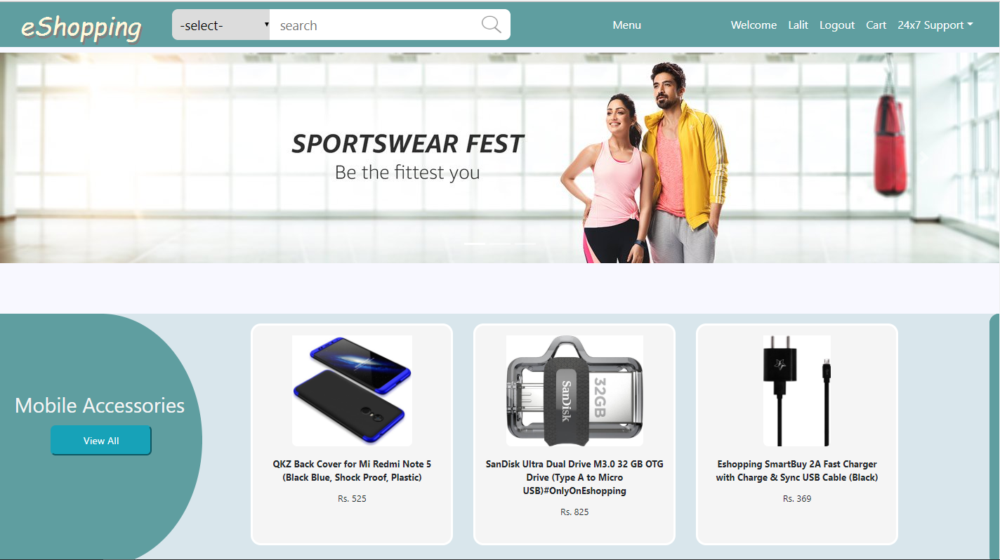 eShopping
-select-
search
Menu
Welcome
Lalit
Logout
Cart
24x7 Support
SPORTSWEAR FEST
Be the fittest you
Mobile Accessories
View All
QKZ Back Cover for Mi Redmi Note 5
(Black Blue, Shock Proof, Plastic)
Rs. 525
SanDisk
32GB
SanDisk Ultra Dual Drive M3.0 32 GB OTG
Drive (Type A to Micro
USB)#OnlyOnEshopping
Rs. 825
Eshopping SmartBuy 2A Fast Charger
with Charge & Sync USB Cable (Black)
Rs. 369